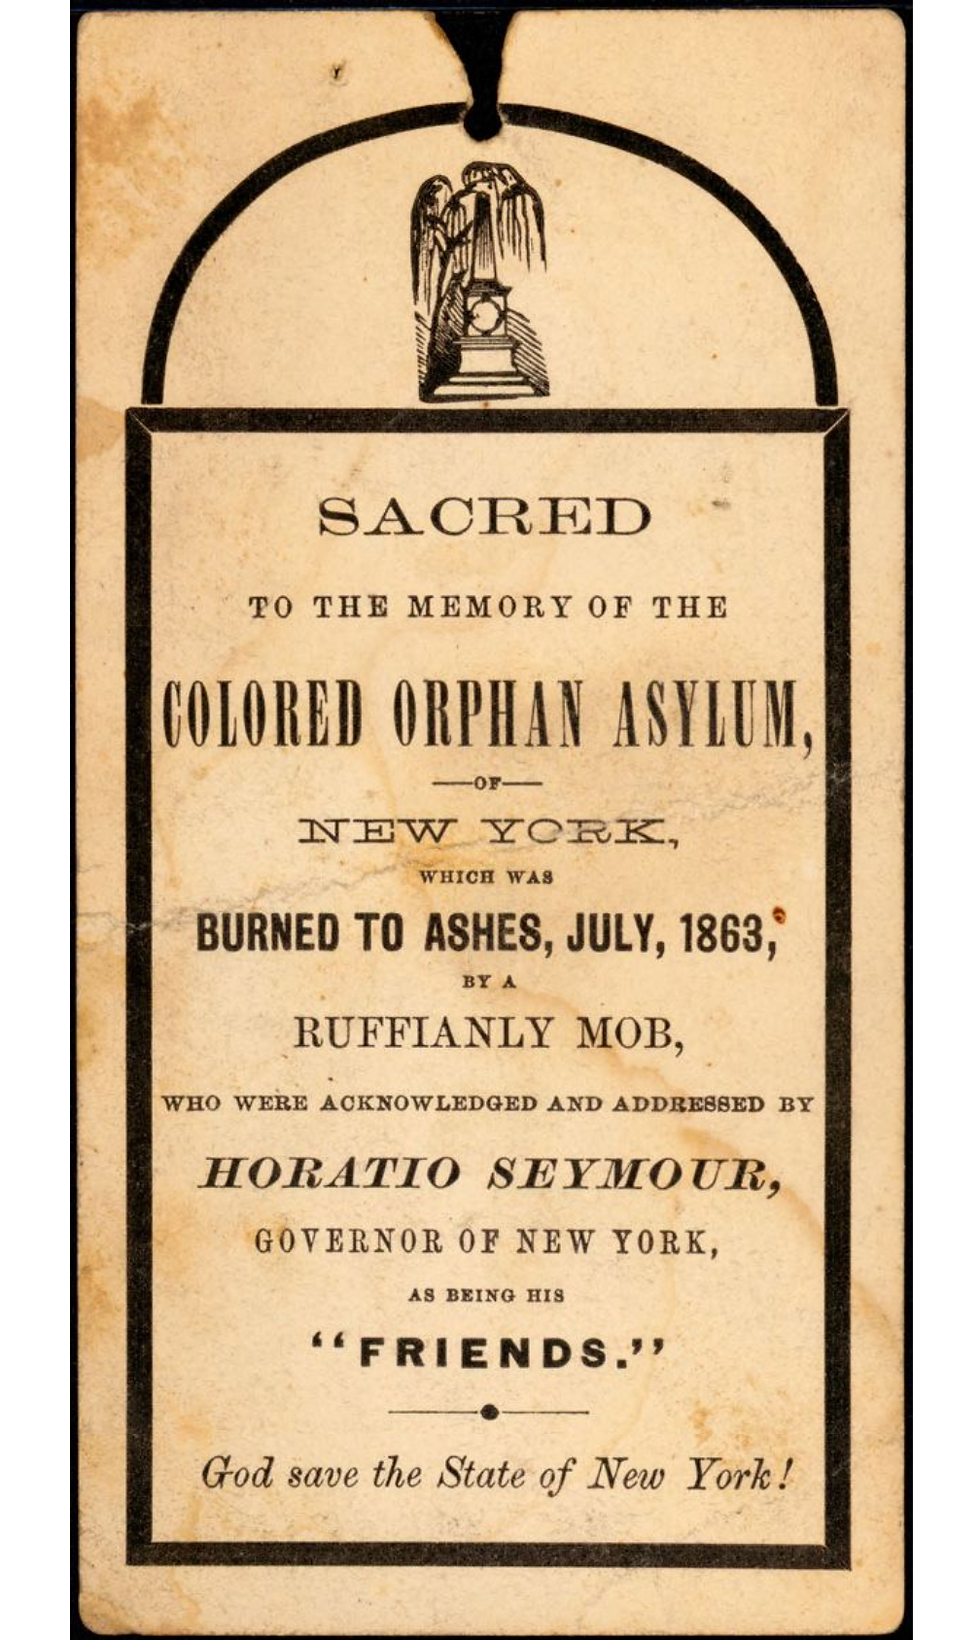 SACRED
TO THE MEMORY OF THE
COLORED ORPHAN ASYLUM,
—OF—
NEW YORK,
WHICH WAS
BURNED TO ASHES, JULY, 1863,
BY A
RUFFIANLY MOB,
WHO WERE ACKNOWLEDGED AND ADDRESSED BY
HORATIO SEYMOUR,
GOVERNOR OF NEW YORK,
AS BEING HIS
“FRIENDS.”
God save the State of New York!